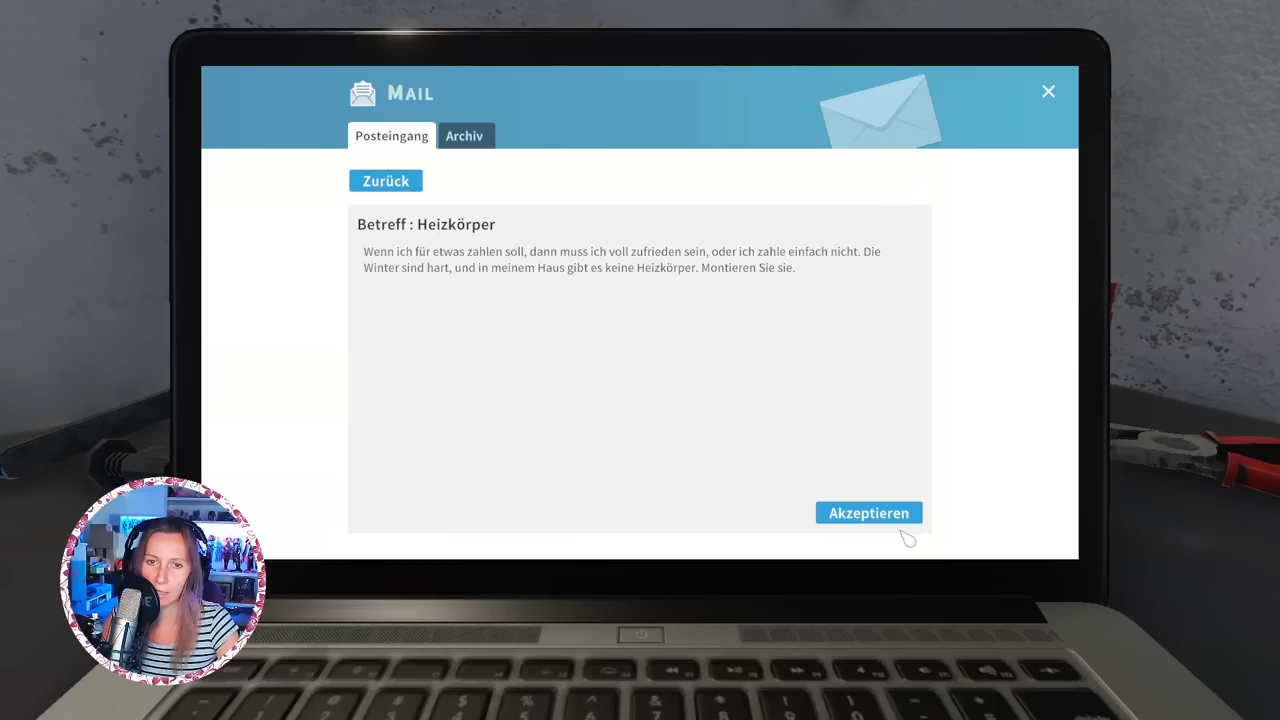 MAIL
Posteingang Archiv
Zurück
Betreff : Heizkörper
Wenn ich für etwas zahlen soll, dann muss ich voll zufrieden sein, oder ich zahle einfach nicht. Die
Winter sind hart, und in meinem Haus gibt es keine Heizkörper. Montieren Sie sie.
Akzeptieren